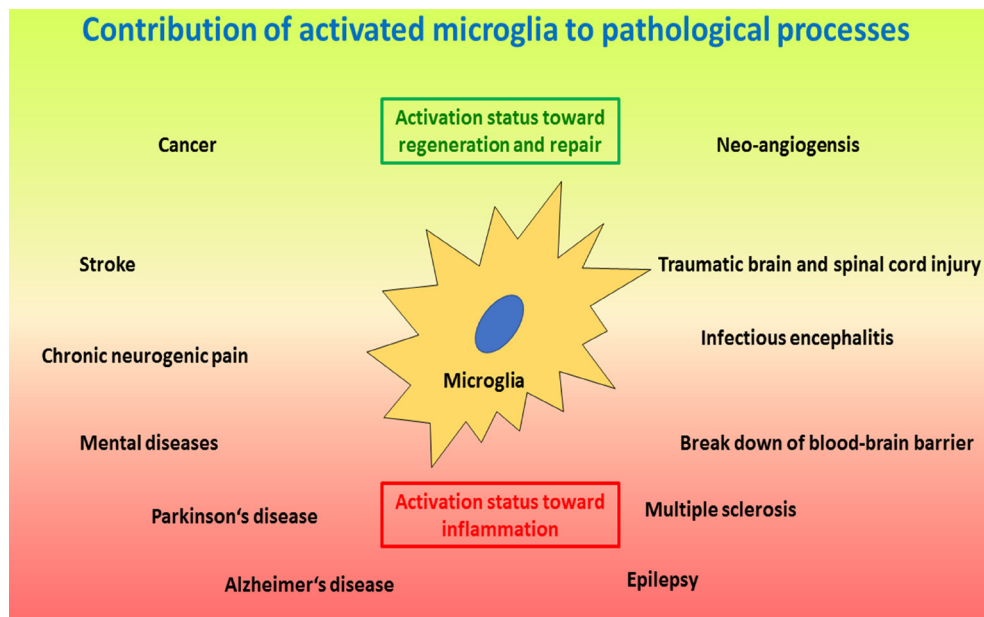 Contribution of activated microglia to pathological processes
Activation status toward
regeneration and repair
Cancer
Neo-angiogensis
Stroke
Traumatic brain and spinal cord injury
Infectious encephalitis
Chronic neurogenic pain
Microglia
Mental diseases
Break down of blood-brain barrier
Activation status toward
inflammation
Parkinson‘s disease
Multiple sclerosis
Alzheimer‘s disease
Epilepsy